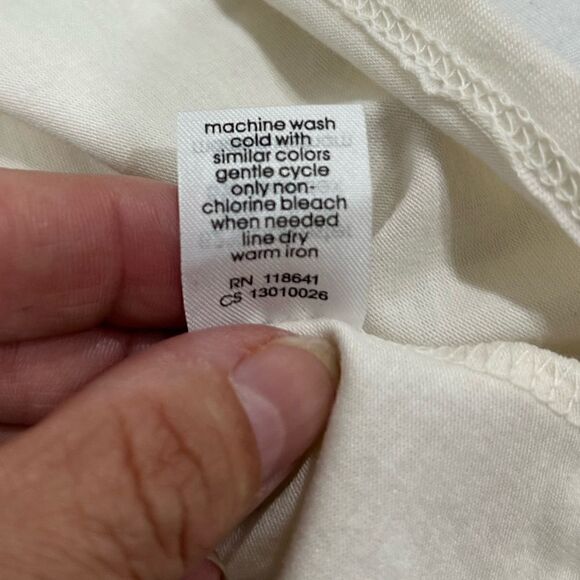 machine wash
cold with
similar colors
gentle cycle
only non-
chlorine bleach
when needed
line dry
warm iron
RN 118641
CS 13010026